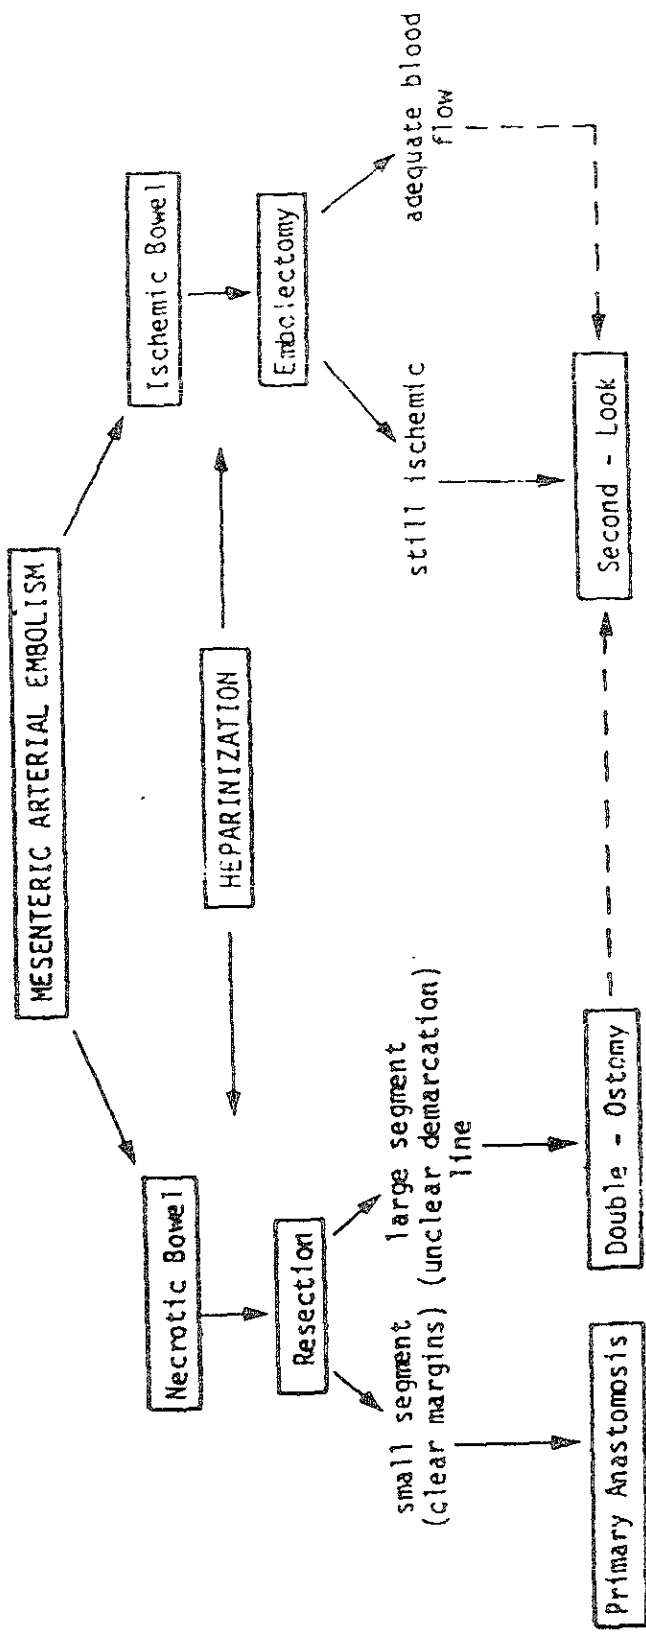 MESENTERIC ARTERIAL EMBOLISM
Necrotic Bowel
Ischemic Bowel
HEPARINIZATION
Resection
Embolectomy
small segment
(clear margins)
large segment
(unclear demarcation)
line
still ischemic
adequate blood
flow
Primary Anastomosis
Double - Ostomy
Second - Look